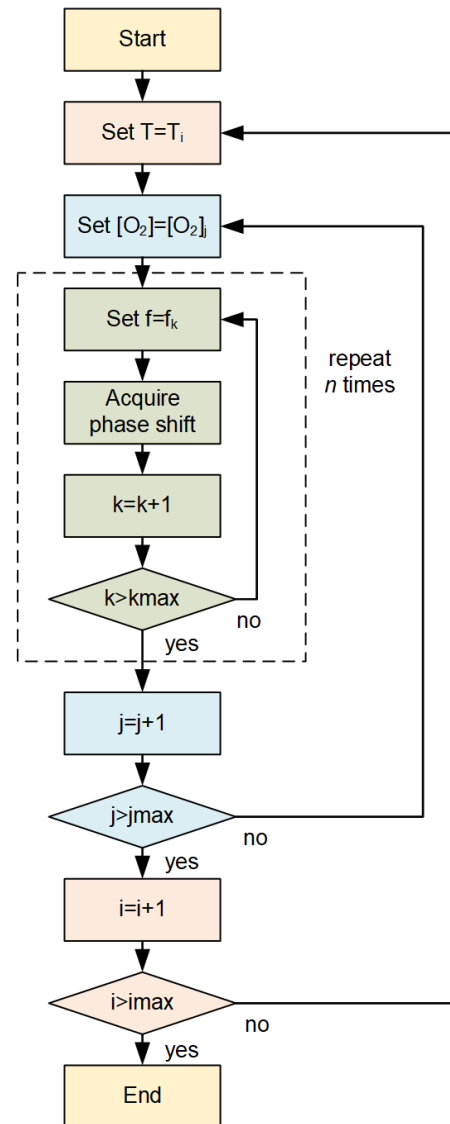 Start
Set T=Tᵢ
Set [O₂]=[O₂]ⱼ
Set f=fₖ
repeat
n times
Acquire
phase shift
k=k+1
k>kmax
no
yes
j=j+1
j>jmax
no
yes
i=i+1
i>imax
no
yes
End